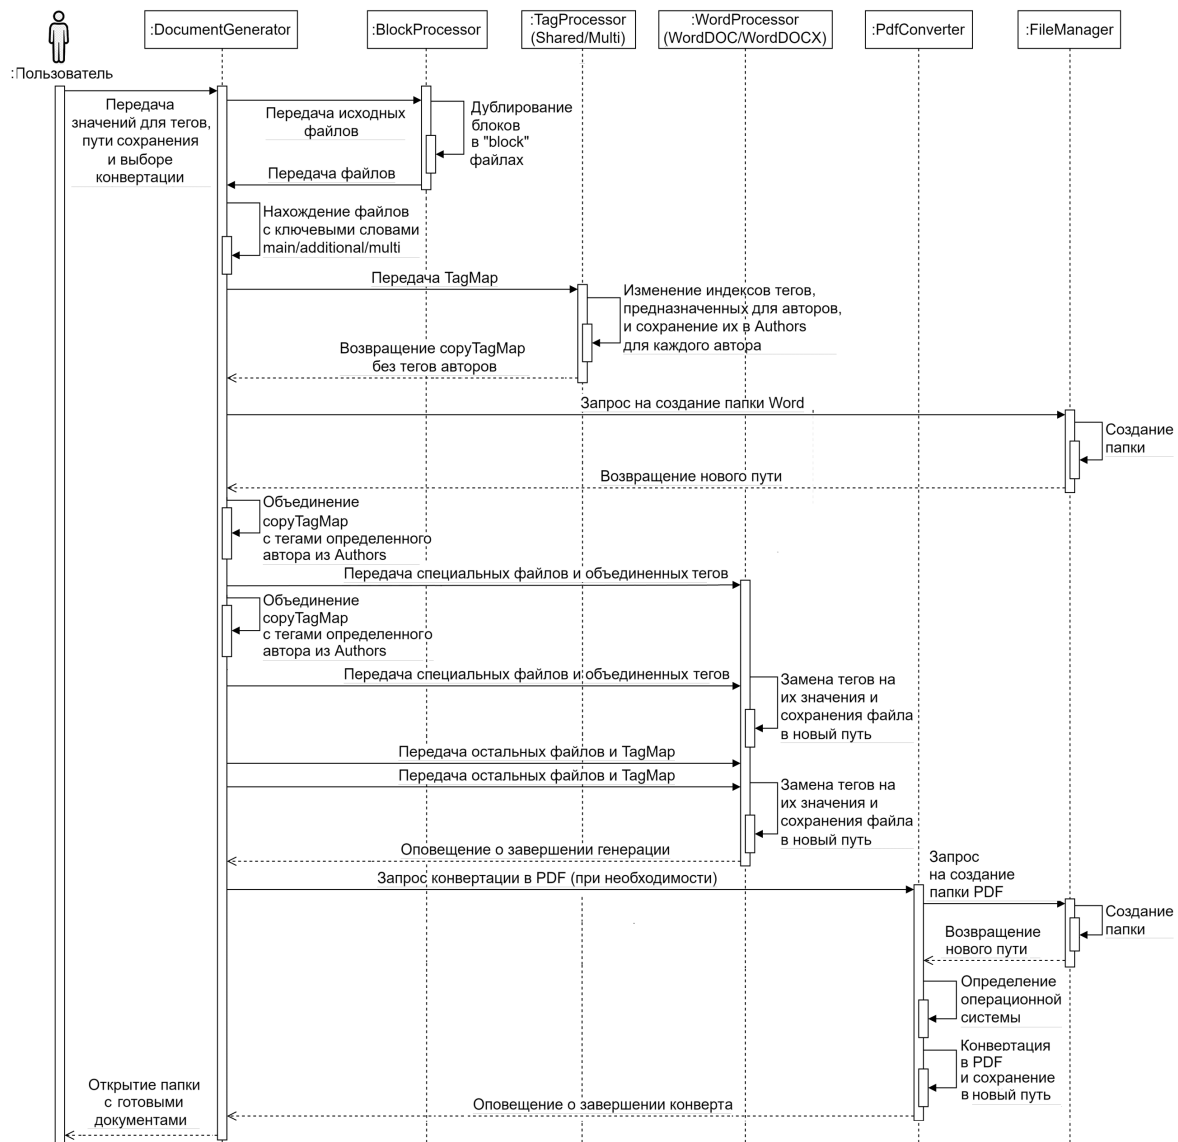 :Пользователь
:DocumentGenerator
:BlockProcessor
:TagProcessor
(Shared/Multi)
:WordProcessor
(WordDOC/WordDOCX)
:PdfConverter
:FileManager
Передача
значений для тегов,
пути сохранения
и выборе
конвертации
Передача исходных
файлов
Дублирование
блоков
в "block"
файлах
Передача файлов
Нахождение файлов
с ключевыми словами
main/additional/multi
Передача TagMap
Изменение индексов тегов,
предназначенных для авторов,
и сохранение их в Authors
для каждого автора
Возвращение copyTagMap
без тегов авторов
Запрос на создание папки Word
Создание
папки
Возвращение нового пути
Объединение
copyTagMap
с тегами определенного
автора из Authors
Передача специальных файлов и объединенных тегов
Объединение
copyTagMap
с тегами определенного
автора из Authors
Передача специальных файлов и объединенных тегов
Замена тегов на
их значения и
сохранения файла
в новый путь
Передача остальных файлов и TagMap
Передача остальных файлов и TagMap
Замена тегов на
их значения и
сохранения файла
в новый путь
Оповещение о завершении генерации
Запрос конвертации в PDF (при необходимости)
Запрос
на создание
папки PDF
Создание
папки
Возвращение
нового пути
Определение
операционной
системы
Конвертация
в PDF
и сохранение
в новый путь
Оповещение о завершении конверта
Открытие папки
с готовыми
документами